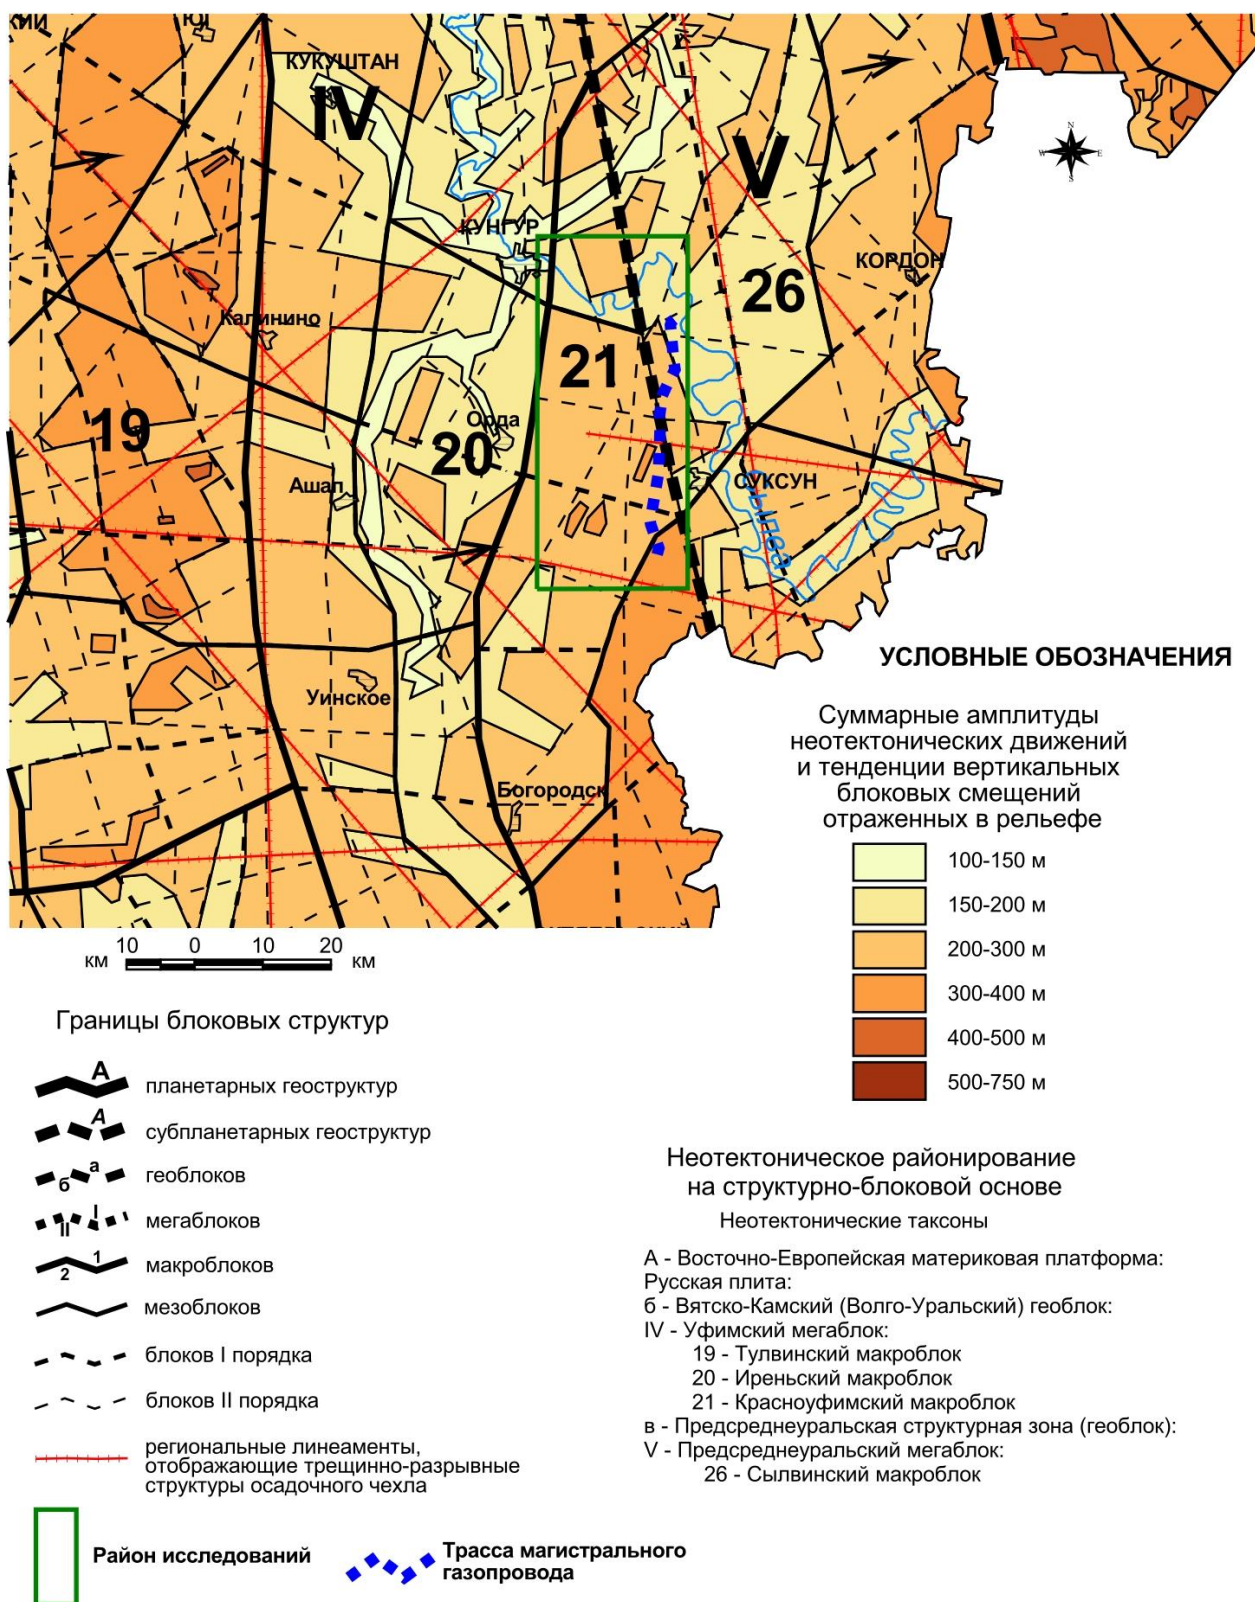 КИЙ
КУКУШТАН
IV
V
N
W E
S
КУНГУР
КОРДОН
26
Калинино
21
19
Орда
20
СУКСУН
Ашап
Сылва
УСЛОВНЫЕ ОБОЗНАЧЕНИЯ
Уинское
Суммарные амплитуды
неотектонических движений
и тенденции вертикальных
блоковых смещений
отраженных в рельефе
Богородск
100-150 м
150-200 м
200-300 м
300-400 м
400-500 м
500-750 м
км 10 0 10 20 км
Границы блоковых структур
А
планетарных геоструктур
А
субпланетарных геоструктур
а
б
геоблоков
I
II
мегаблоков
1
2
макроблоков
мезоблоков
блоков I порядка
блоков II порядка
региональные линеаменты,
отображающие трещинно-разрывные
структуры осадочного чехла
Район исследований
Трасса магистрального
газопровода
Неотектоническое районирование
на структурно-блоковой основе
Неотектонические таксоны
А - Восточно-Европейская материковая платформа:
Русская плита:
б - Вятско-Камский (Волго-Уральский) геоблок:
IV - Уфимский мегаблок:
19 - Тулвинский макроблок
20 - Иреньский макроблок
21 - Красноуфимский макроблок
в - Предсреднеуральская структурная зона (геоблок):
V - Предсреднеуральский мегаблок:
26 - Сылвинский макроблок